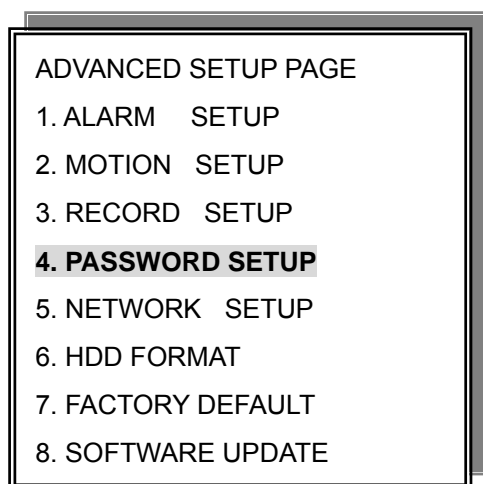 ADVANCED SETUP PAGE
1. ALARM SETUP
2. MOTION SETUP
3. RECORD SETUP
4. PASSWORD SETUP
5. NETWORK SETUP
6. HDD FORMAT
7. FACTORY DEFAULT
8. SOFTWARE UPDATE